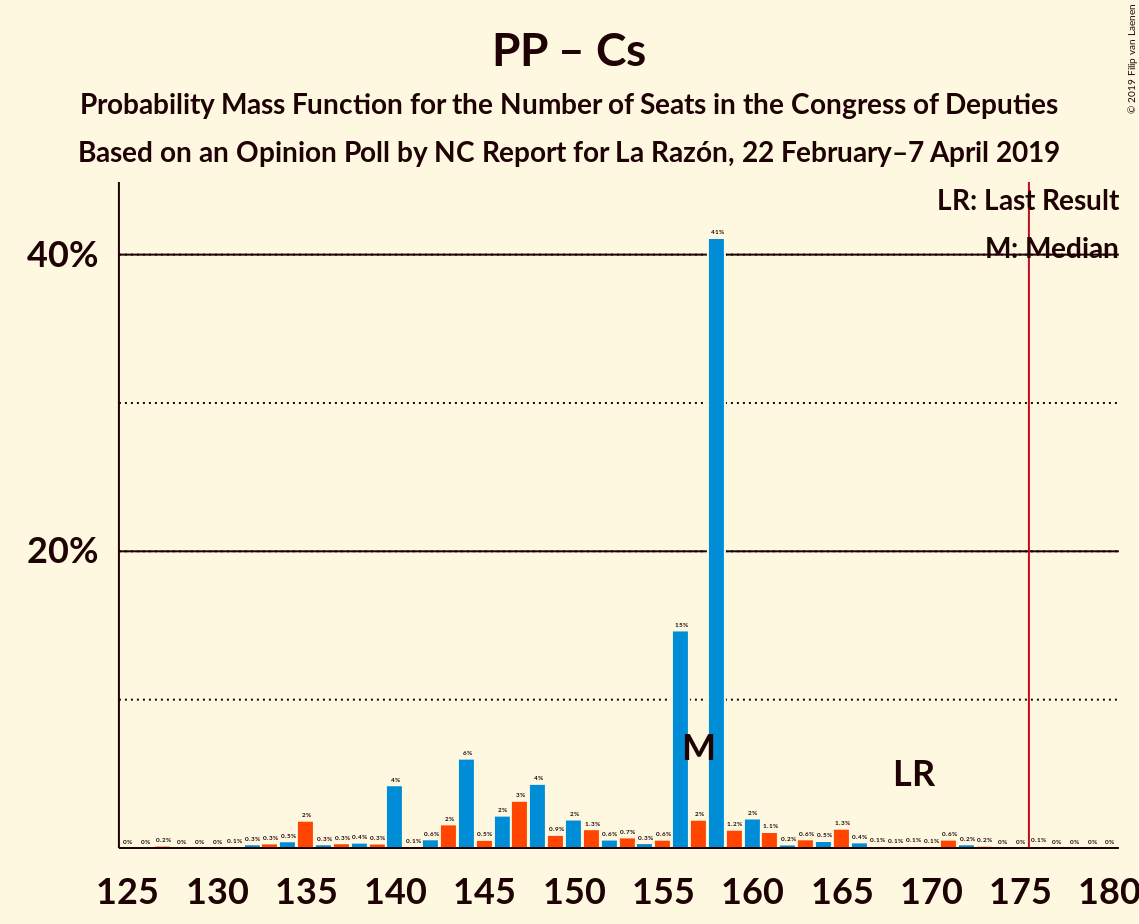 © 2019 Filip van Laenen
PP – Cs
Probability Mass Function for the Number of Seats in the Congress of Deputies
Based on an Opinion Poll by NC Report for La Razón, 22 February–7 April 2019
LR: Last Result
M: Median
40%
20%
0% 0% 0.2% 0% 0% 0% 0.1% 0.3% 0.3% 0.5% 2% 0.3% 0.3% 0.4% 0.3% 4% 0.1% 0.6% 2% 6% 0.5% 2% 3% 4% 0.9% 2% 1.3% 0.6% 0.7% 0.3% 0.6% 15% 2% 41% 1.2% 2% 1.1% 0.2% 0.6% 0.5% 1.3% 0.4% 0.1% 0.1% 0.1% 0.1% 0.6% 0.2% 0.2% 0% 0% 0.1% 0% 0% 0% 0%
M
LR
125 130 135 140 145 150 155 160 165 170 175 180